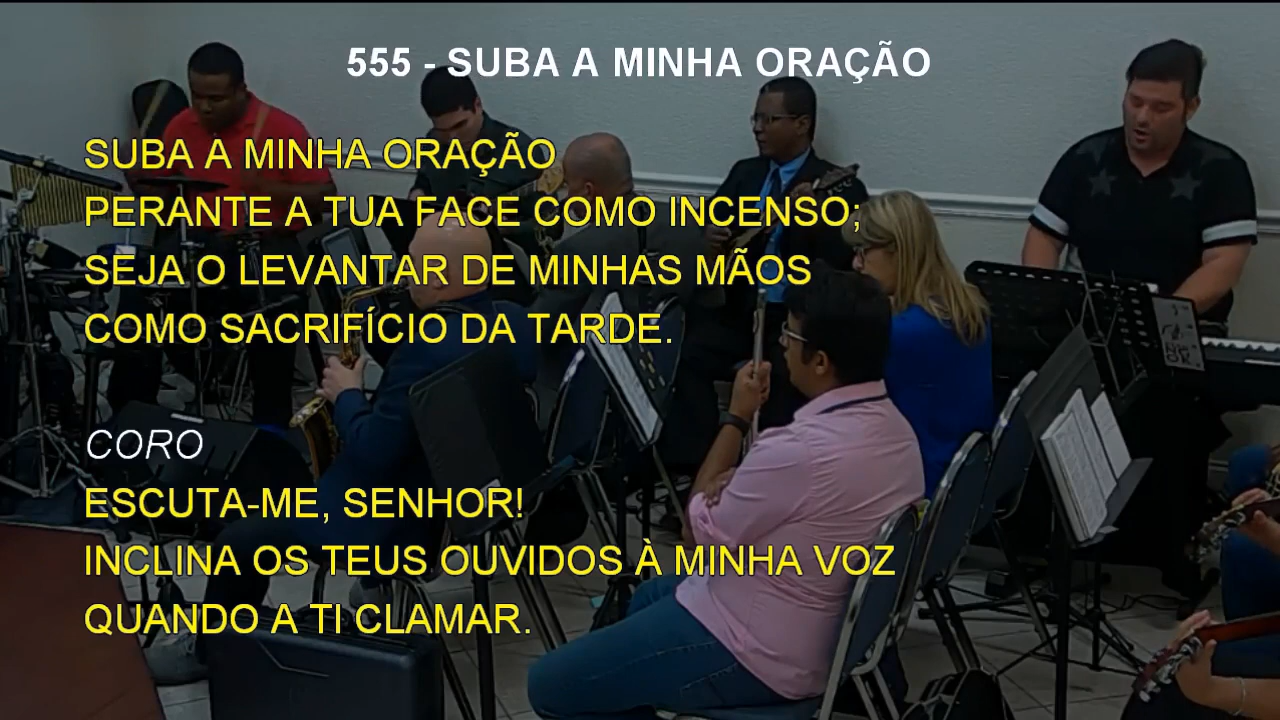 555 - SUBA A MINHA ORAÇÃO
SUBA A MINHA ORAÇÃO
PERANTE A TUA FACE COMO INCENSO;
SEJA O LEVANTAR DE MINHAS MÃOS
COMO SACRIFÍCIO DA TARDE.
CORO
ESCUTA-ME, SENHOR!
INCLINA OS TEUS OUVIDOS À MINHA VOZ
QUANDO A TI CLAMAR.